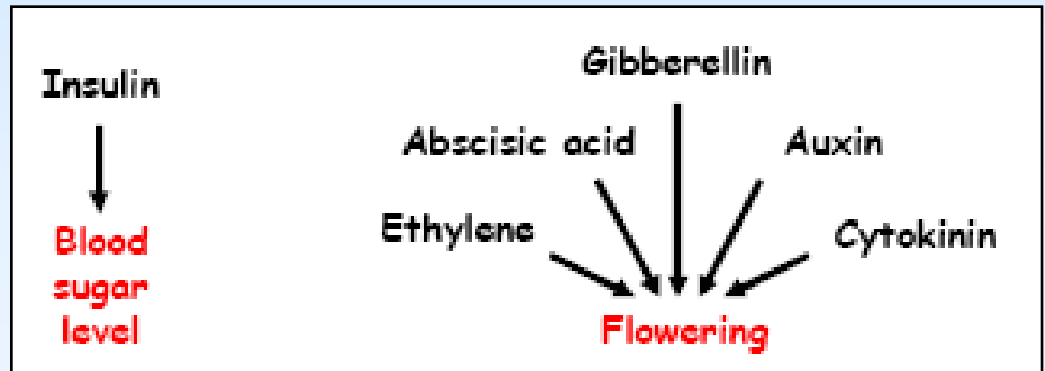 Insulin
Blood
sugar
level
Gibberellin
Abscisic acid
Auxin
Ethylene
Cytokinin
Flowering